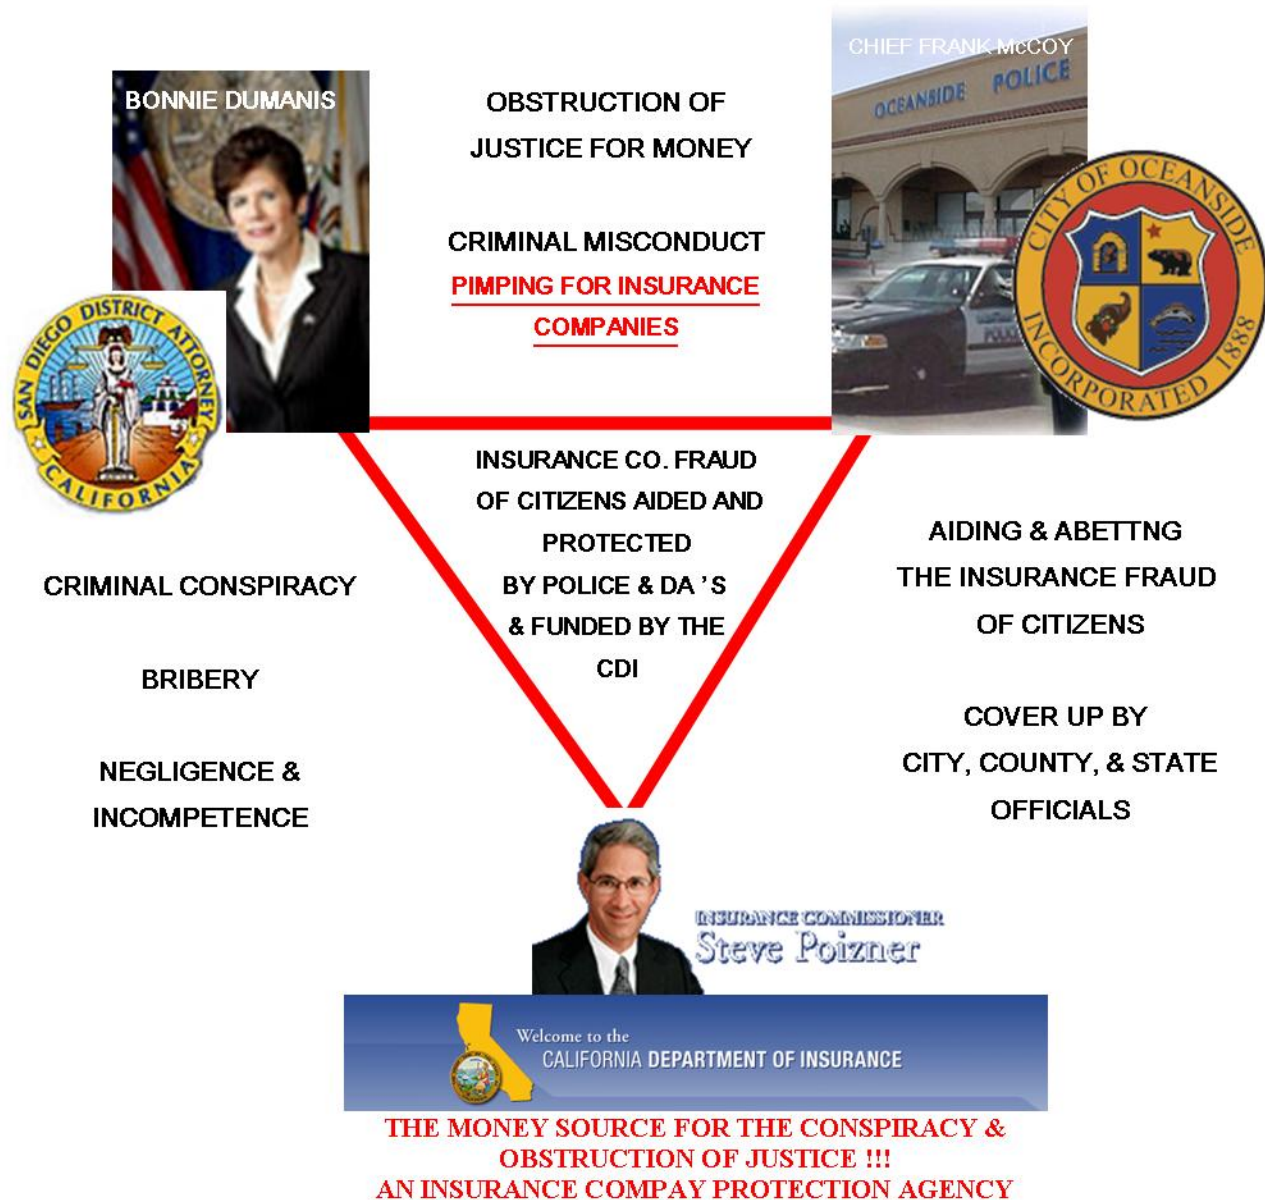 CHIEF FRANK McCOY
OCEANSIDE POLICE
BONNIE DUMANIS
OBSTRUCTION OF
JUSTICE FOR MONEY
CRIMINAL MISCONDUCT
PIMPING FOR INSURANCE
COMPANIES
CITY OF OCEANSIDE
INCORPORATED 1888
POLICE
SAN DIEGO DISTRICT ATTORNEY
CALIFORNIA
INSURANCE CO. FRAUD
OF CITIZENS AIDED AND
PROTECTED
BY POLICE & DA 'S
& FUNDED BY THE
CDI
CRIMINAL CONSPIRACY
BRIBERY
NEGLIGENCE &
INCOMPETENCE
AIDING & ABETTNG
THE INSURANCE FRAUD
OF CITIZENS
COVER UP BY
CITY, COUNTY, & STATE
OFFICIALS
INSURANCE COMMISSIONER
Steve Poizner
Welcome to the
CALIFORNIA DEPARTMENT OF INSURANCE
THE MONEY SOURCE FOR THE CONSPIRACY &
OBSTRUCTION OF JUSTICE !!!
AN INSURANCE COMPAY PROTECTION AGENCY